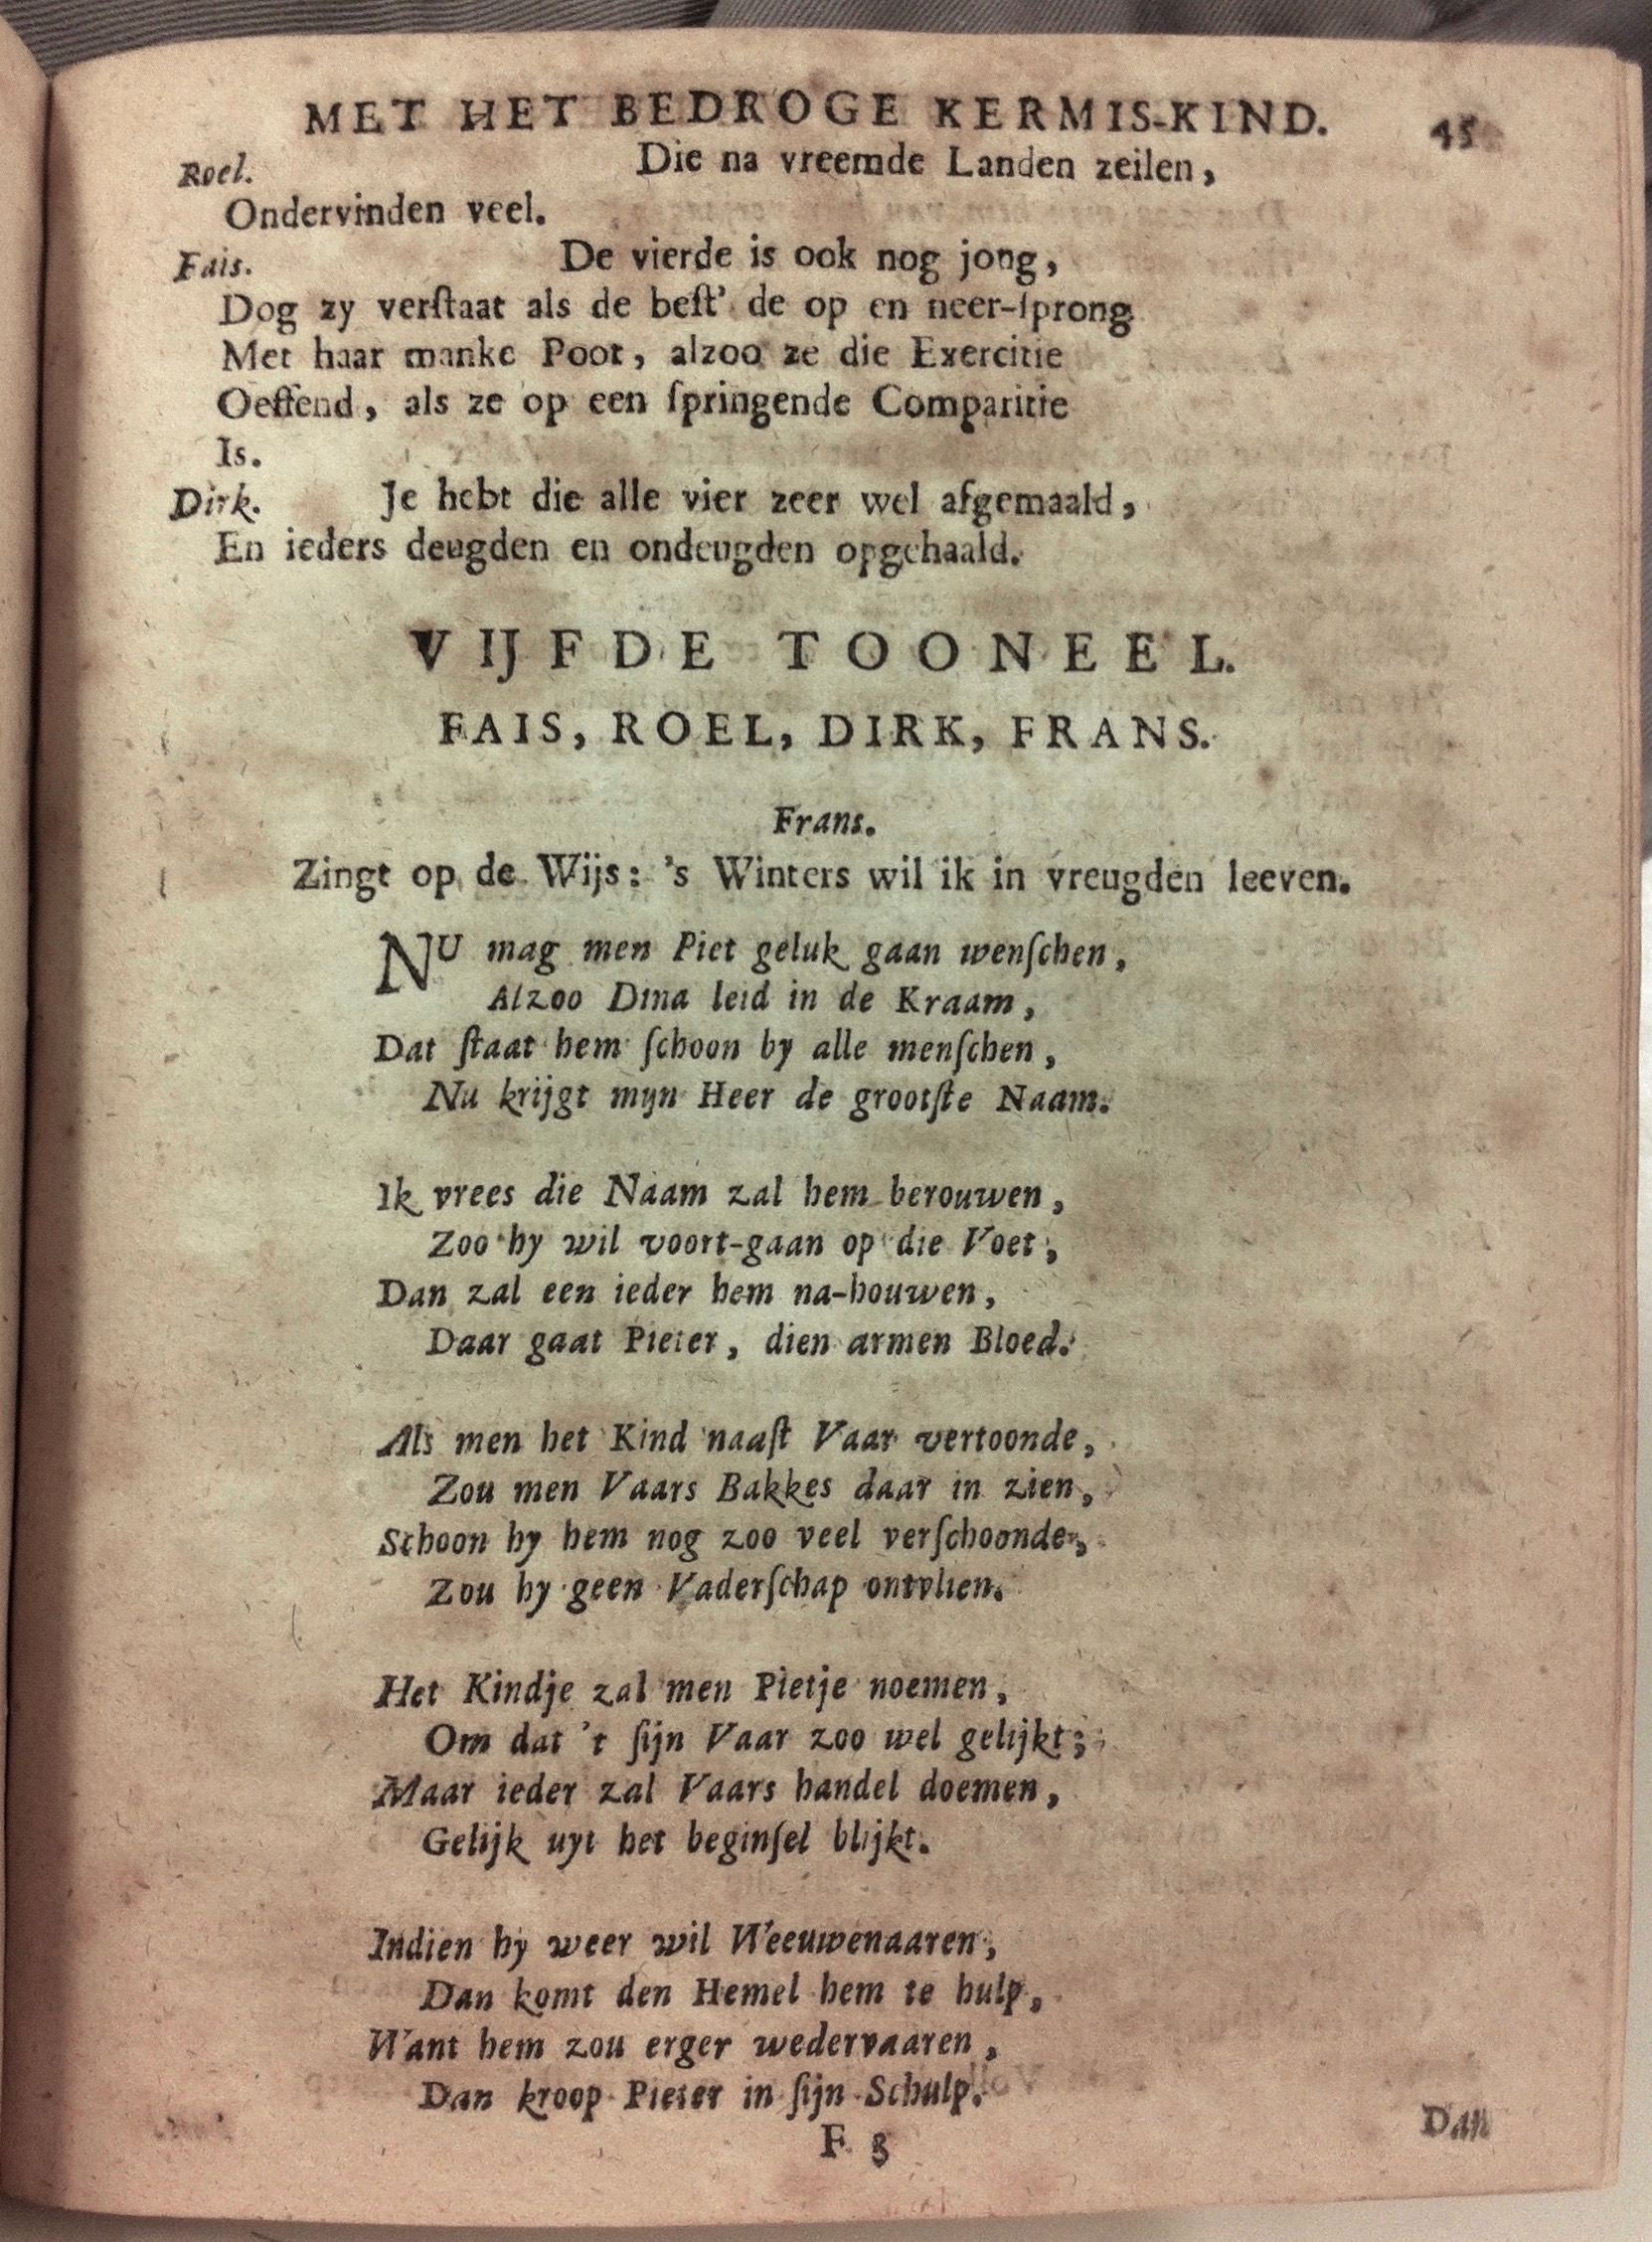 MET HET BEDROGE KERMIS-KIND. 45
Roel. Die na vreemde Landen zeilen,
Ondervinden veel.
Fais. De vierde is ook nog jong,
Dog zy verſtaat als de beſt' de op en neer-ſprong
Met haar manke Poot, alzoo ze die Exercitie
Oeffend, als ze op een ſpringende Comparitie
Is.
Dirk. Je hebt die alle vier zeer wel afgemaald,
En ieders deugden en ondeugden opgehaald.
VIJFDE TOONEEL.
FAIS, ROEL, DIRK, FRANS.
Frans.
Zingt op de Wijs: 's Winters wil ik in vreugden leeven.
NU mag men Piet geluk gaan wenſchen,
Alzoo Dina leid in de Kraam,
Dat ſtaat hem ſchoon by alle menſchen,
Nu krijgt mijn Heer de grootſte Naam.
Ik vrees die Naam zal hem berouwen,
Zoo hy wil voort-gaan op die Voet;
Dan zal een ieder hem na-houwen,
Daar gaat Pieter, dien armen Bloed.
Als men het Kind naaſt Vaar vertoonde,
Zou men Vaars Bakkes daar in zien,
Schoon hy hem nog zoo veel verſchoonde,
Zou hy geen Vaderſchap ontvlien.
Het Kindje zal men Pietje noemen,
Om dat 't ſijn Vaar zoo wel gelijkt;
Maar ieder zal Vaars handel doemen,
Gelijk uyt het beginſel blijkt.
Indien hy weer wil Weeuwenaaren,
Dan komt den Hemel hem te hulp,
Want hem zou erger wedervaaren,
Dan kroop Pieter in ſijn Schulp.
F 3 Dan